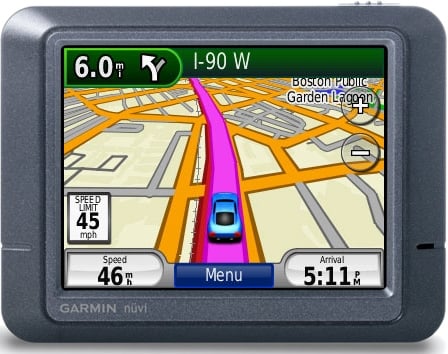 6.0 mi
I-90 W
Boston Public
Garden Lagoon
+
−
SPEED
LIMIT
45
mph
Speed
46 mh
Menu
Arrival
5:11 PM
GARMIN nüvi